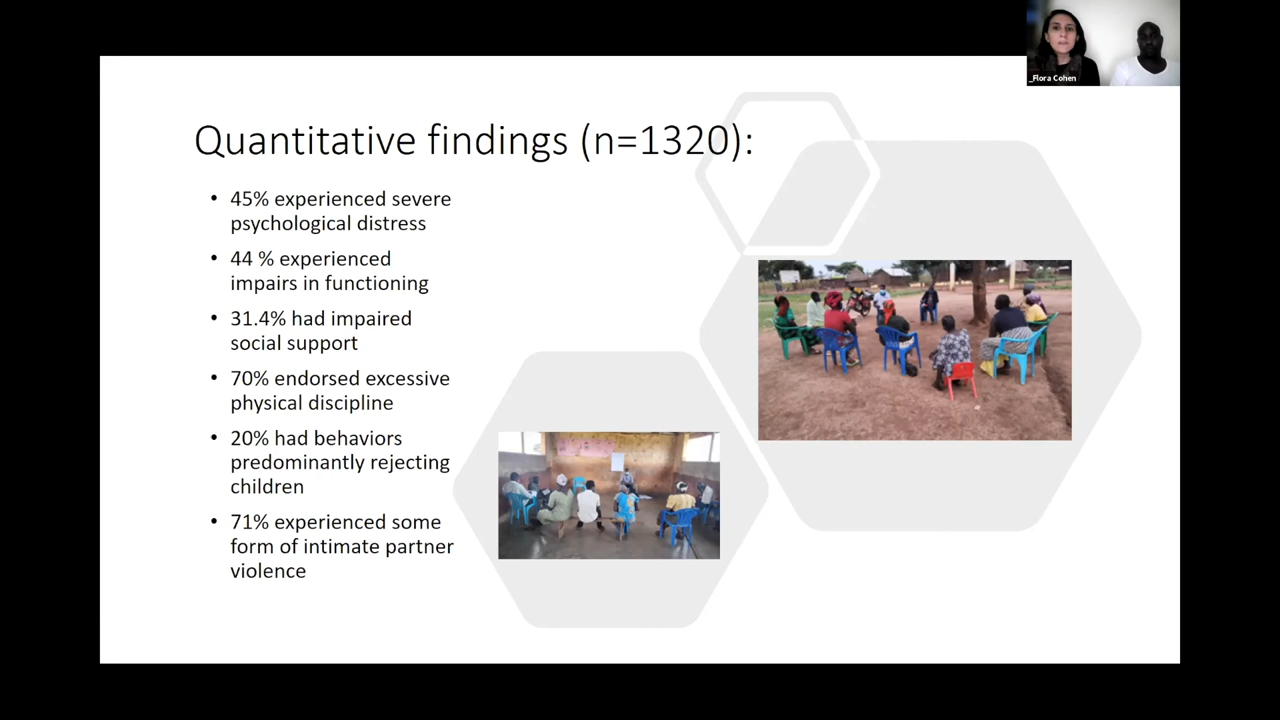 _Flora Cohen
Quantitative findings (n=1320):
• 45% experienced severe
psychological distress
• 44 % experienced
impairs in functioning
• 31.4% had impaired
social support
• 70% endorsed excessive
physical discipline
• 20% had behaviors
predominantly rejecting
children
• 71% experienced some
form of intimate partner
violence